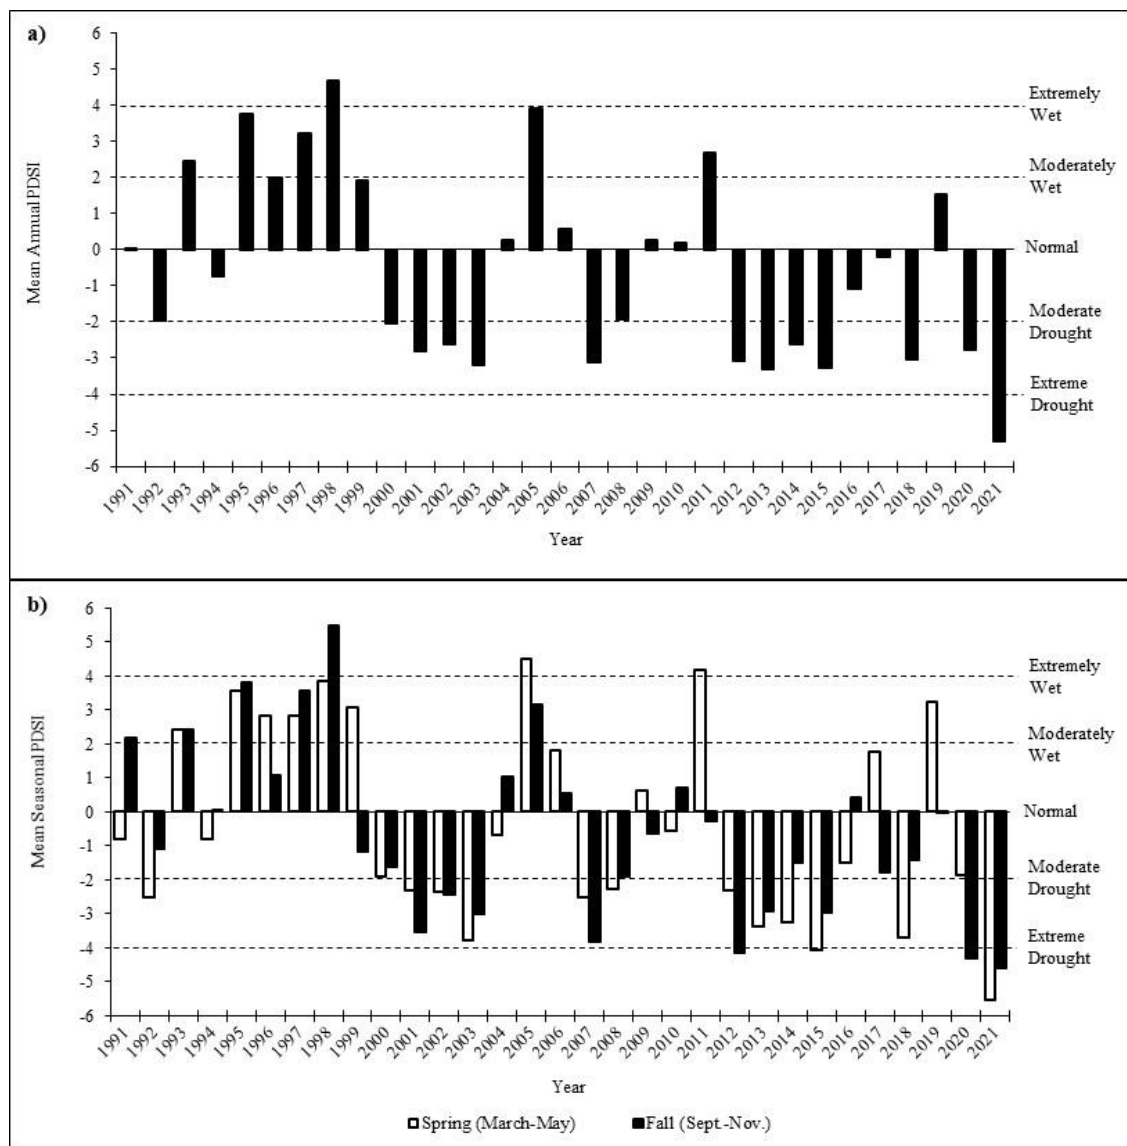 a)
Mean Annual PDSI
6
5
4
3
2
1
0
-1
-2
-3
-4
-5
-6
Extremely
Wet
Moderately
Wet
Normal
Moderate
Drought
Extreme
Drought
1991 1992 1993 1994 1995 1996 1997 1998 1999 2000 2001 2002 2003 2004 2005 2006 2007 2008 2009 2010 2011 2012 2013 2014 2015 2016 2017 2018 2019 2020 2021
Year
b)
Mean Seasonal PDSI
6
5
4
3
2
1
0
-1
-2
-3
-4
-5
-6
Extremely
Wet
Moderately
Wet
Normal
Moderate
Drought
Extreme
Drought
1991 1992 1993 1994 1995 1996 1997 1998 1999 2000 2001 2002 2003 2004 2005 2006 2007 2008 2009 2010 2011 2012 2013 2014 2015 2016 2017 2018 2019 2020 2021
Year
Spring (March-May) Fall (Sept.-Nov.)